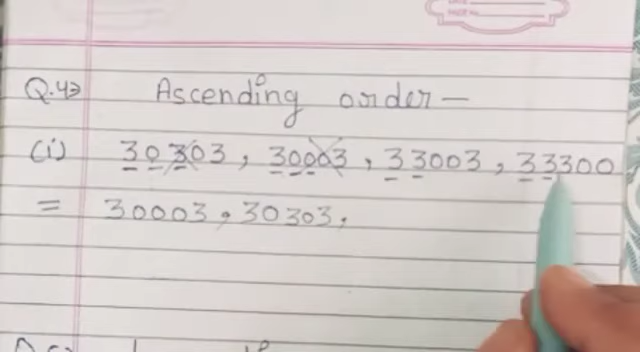 Q.4→ Ascending order —
(i) 30303, 30003, 33003, 33300
= 30003, 30303,